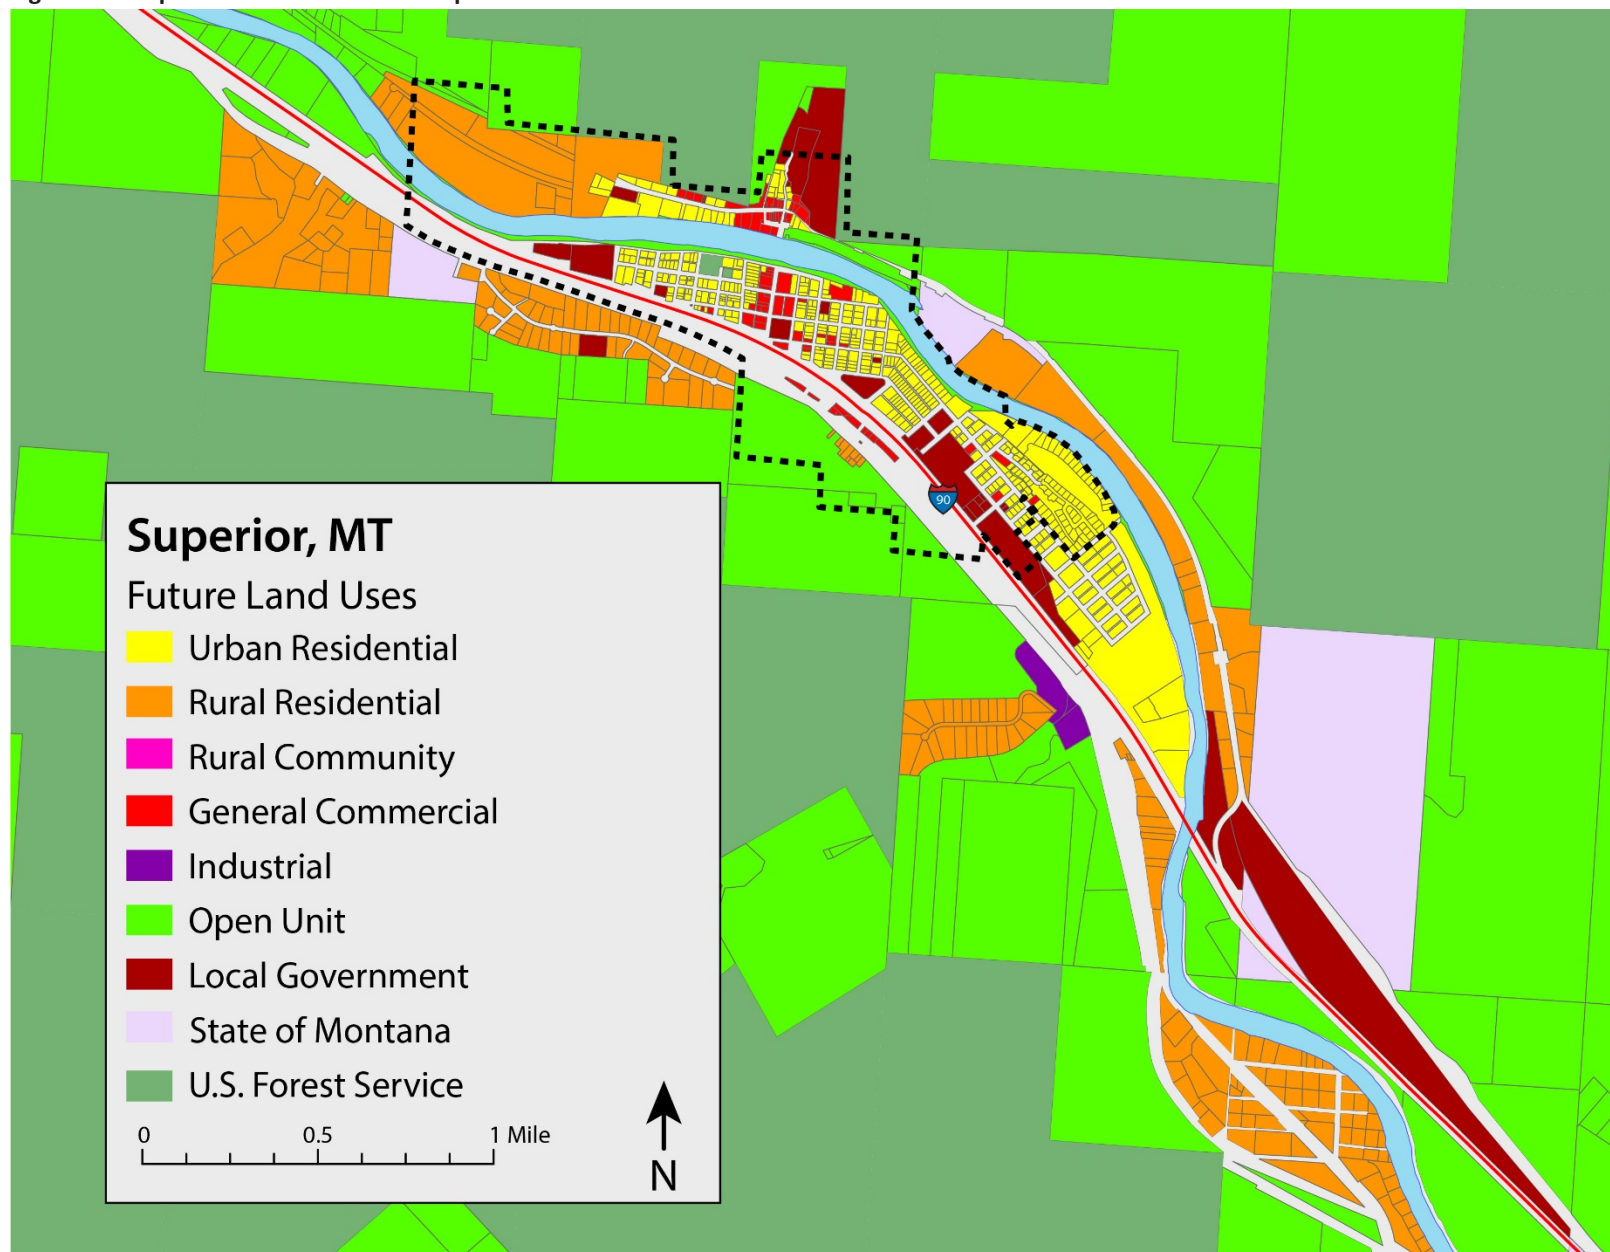 90
Superior, MT
Future Land Uses
Urban Residential
Rural Residential
Rural Community
General Commercial
Industrial
Open Unit
Local Government
State of Montana
U.S. Forest Service
0 0.5 1 Mile
N